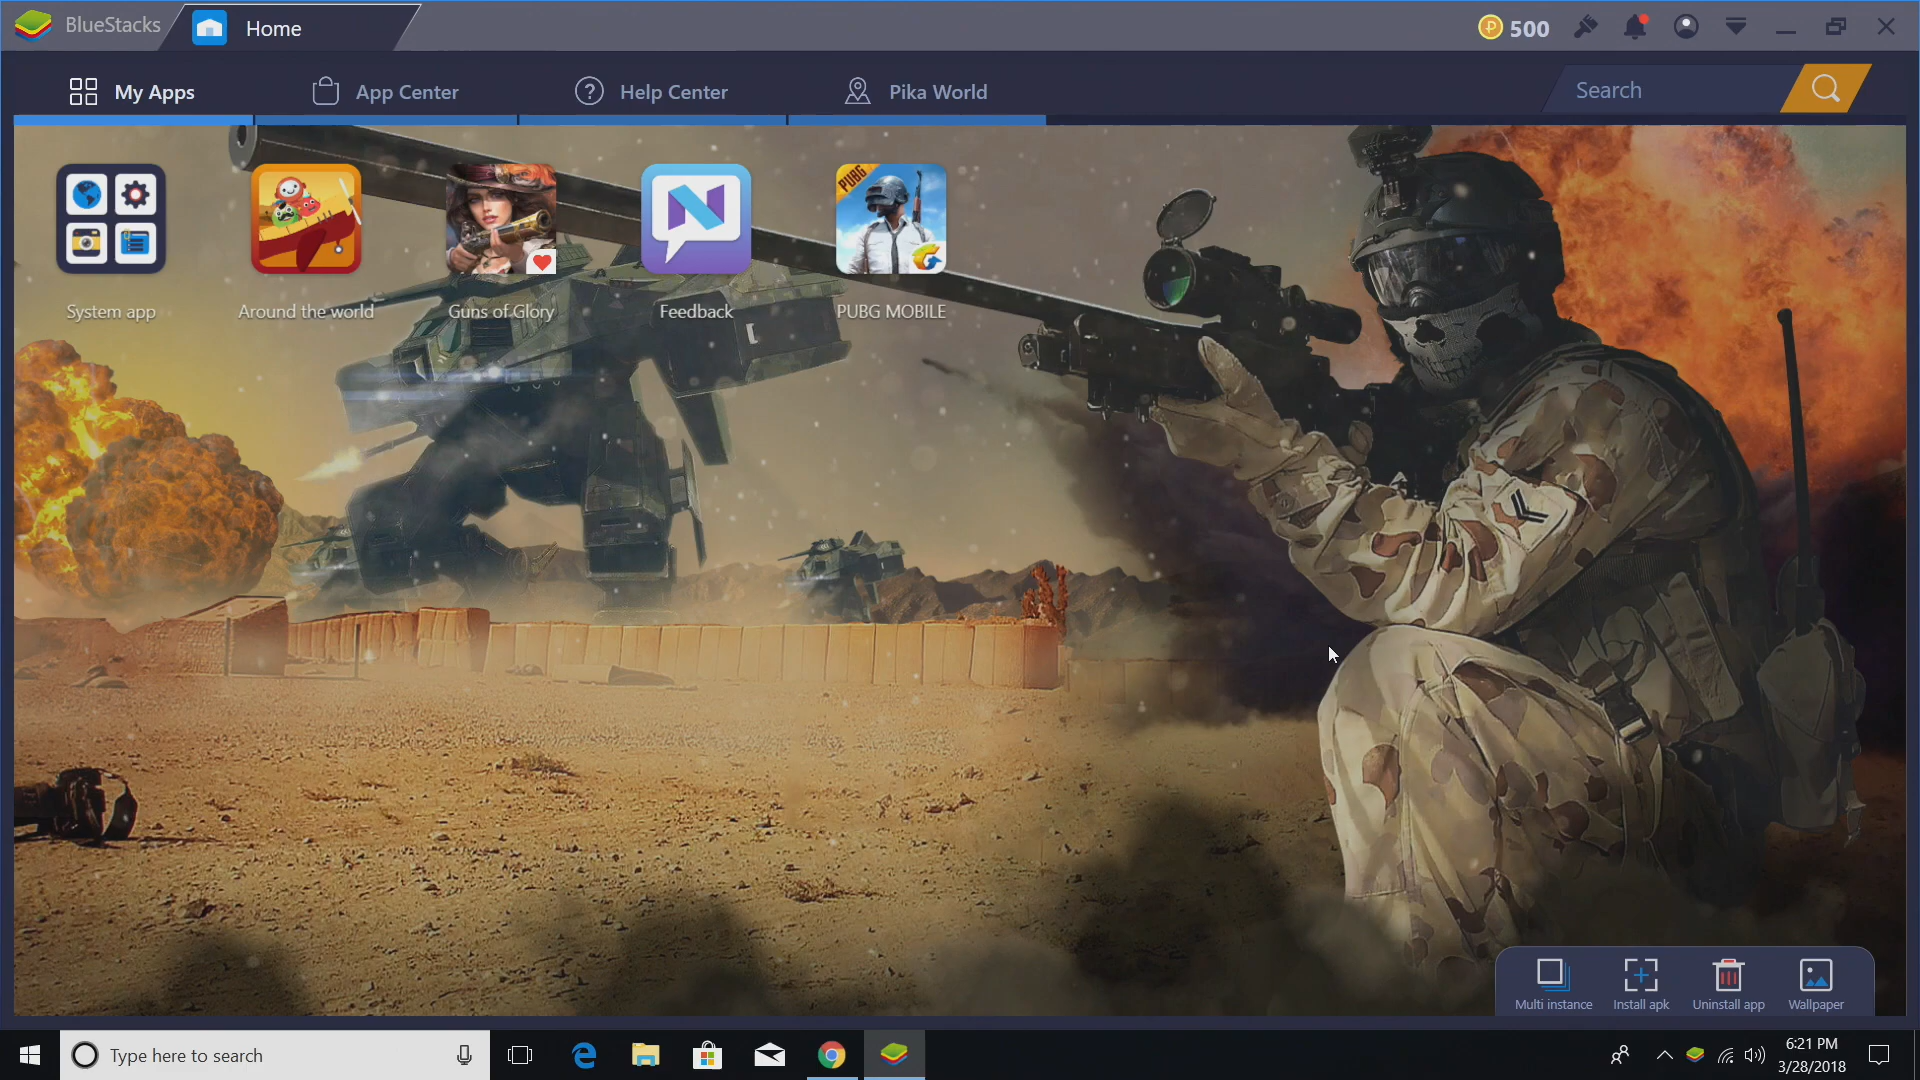 BlueStacks
Home
500
My Apps
App Center
Help Center
Pika World
Search
PUBG
System app
Around the world
Guns of Glory
Feedback
PUBG MOBILE
Multi instance
Install apk
Uninstall app
Wallpaper
Type here to search
6:21 PM
3/28/2018